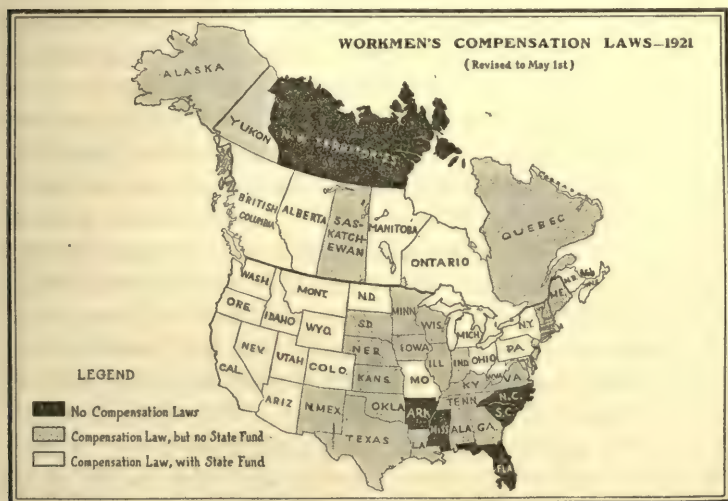 WORKMEN'S COMPENSATION LAWS–1921
(Revised to May 1st)
ALASKA
YUKON
BRITISH
COLUMBIA
ALBERTA
SAS-
KATCH-
EWAN
MANITOBA
ONTARIO
QUEBEC
N.B.
ME.
WASH.
MONT.
N.D.
MINN
ORE.
IDAHO
WYO.
S.D.
WIS.
MICH
N.Y.
NEV.
UTAH
COLO.
NEB.
IOWA
ILL
IND
OHIO
PA.
CAL.
KANS.
MO
KY
VA
ARIZ
N.MEX
OKLA
ARK
TENN
N.C.
S.C.
TEXAS
LA
MISS
ALA
GA.
FLA
LEGEND
No Compensation Laws
Compensation Law, but no State Fund
Compensation Law, with State Fund